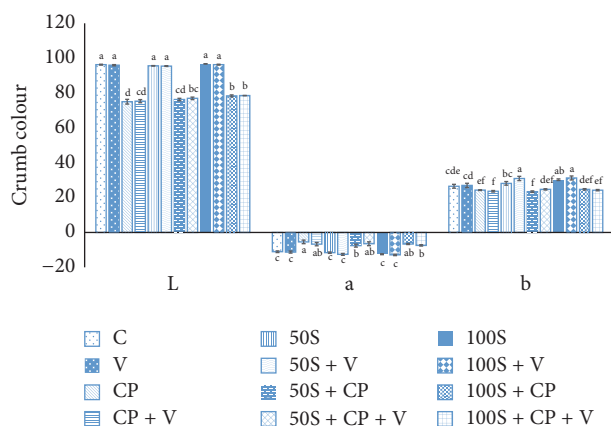 120
100
80
60
40
20
0
−20
Crumb colour
a a d cd a a cd bc a a b b
c c a ab c c b ab c c ab b
cde cd ef f bc a f def ab a def ef
L a b
C 50S 100S
V 50S + V 100S + V
CP 50S + CP 100S + CP
CP + V 50S + CP + V 100S + CP + V